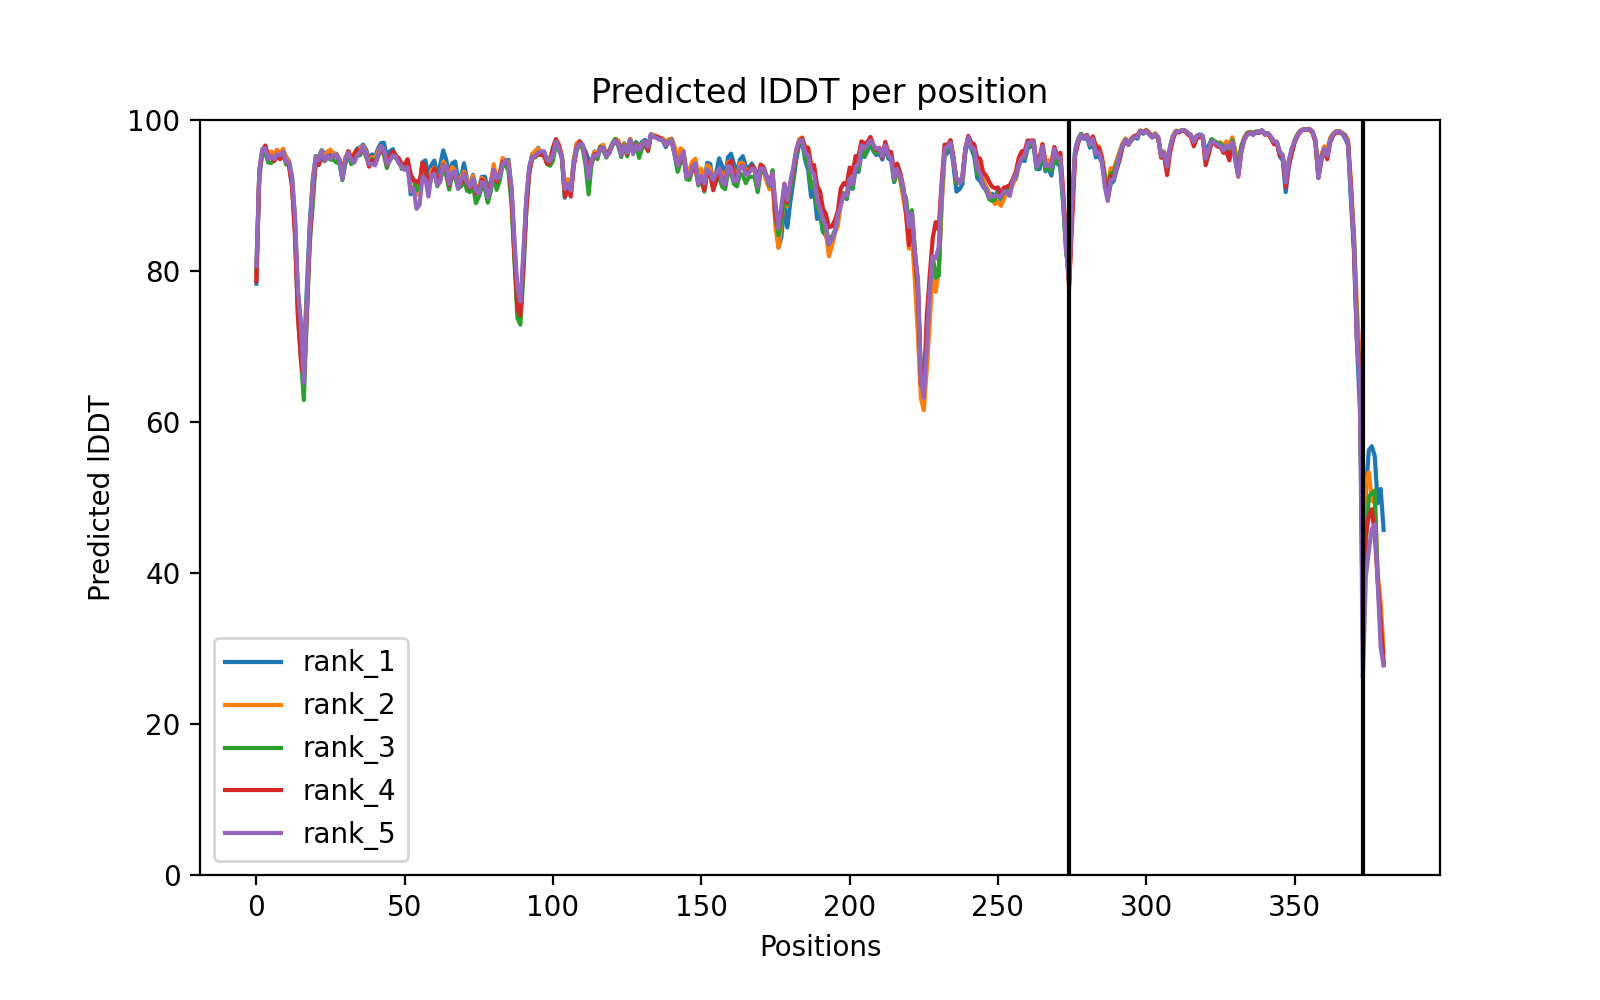 Predicted lDDT per position
100
80
60
40
20
0
Predicted lDDT
rank_1
rank_2
rank_3
rank_4
rank_5
0 50 100 150 200 250 300 350
Positions